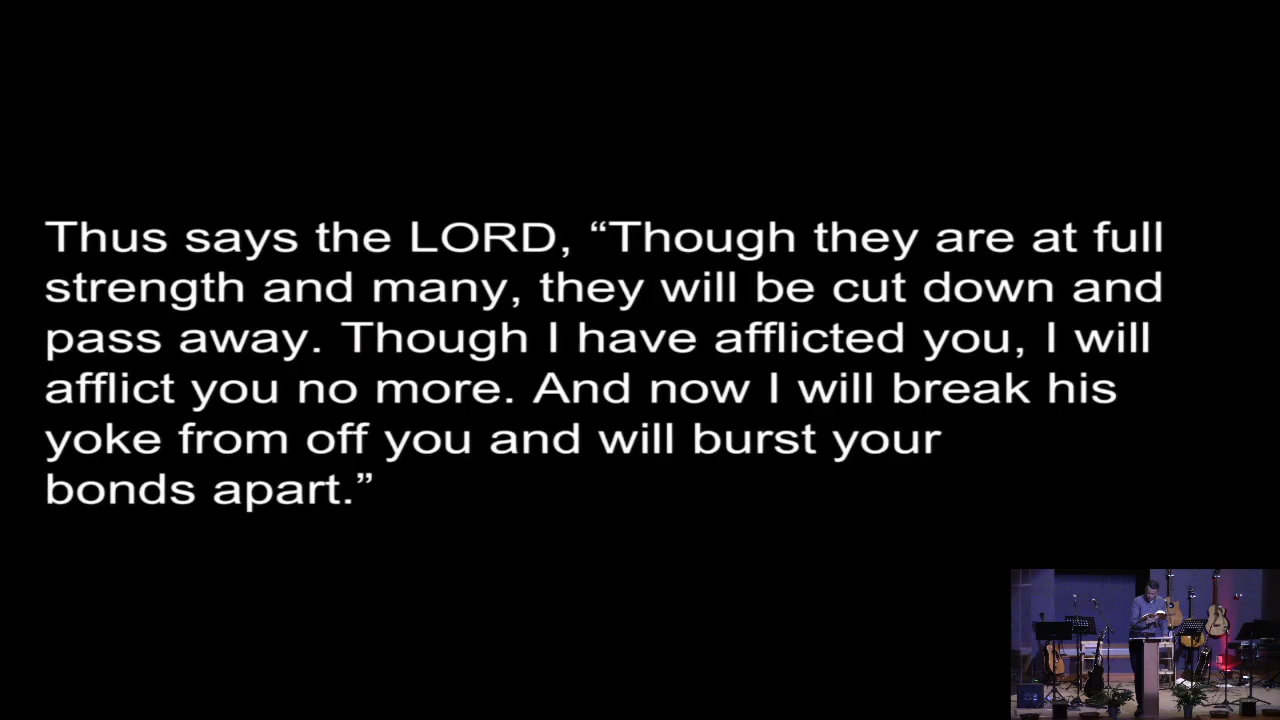 Thus says the LORD, “Though they are at full
strength and many, they will be cut down and
pass away. Though I have afflicted you, I will
afflict you no more. And now I will break his
yoke from off you and will burst your
bonds apart.”